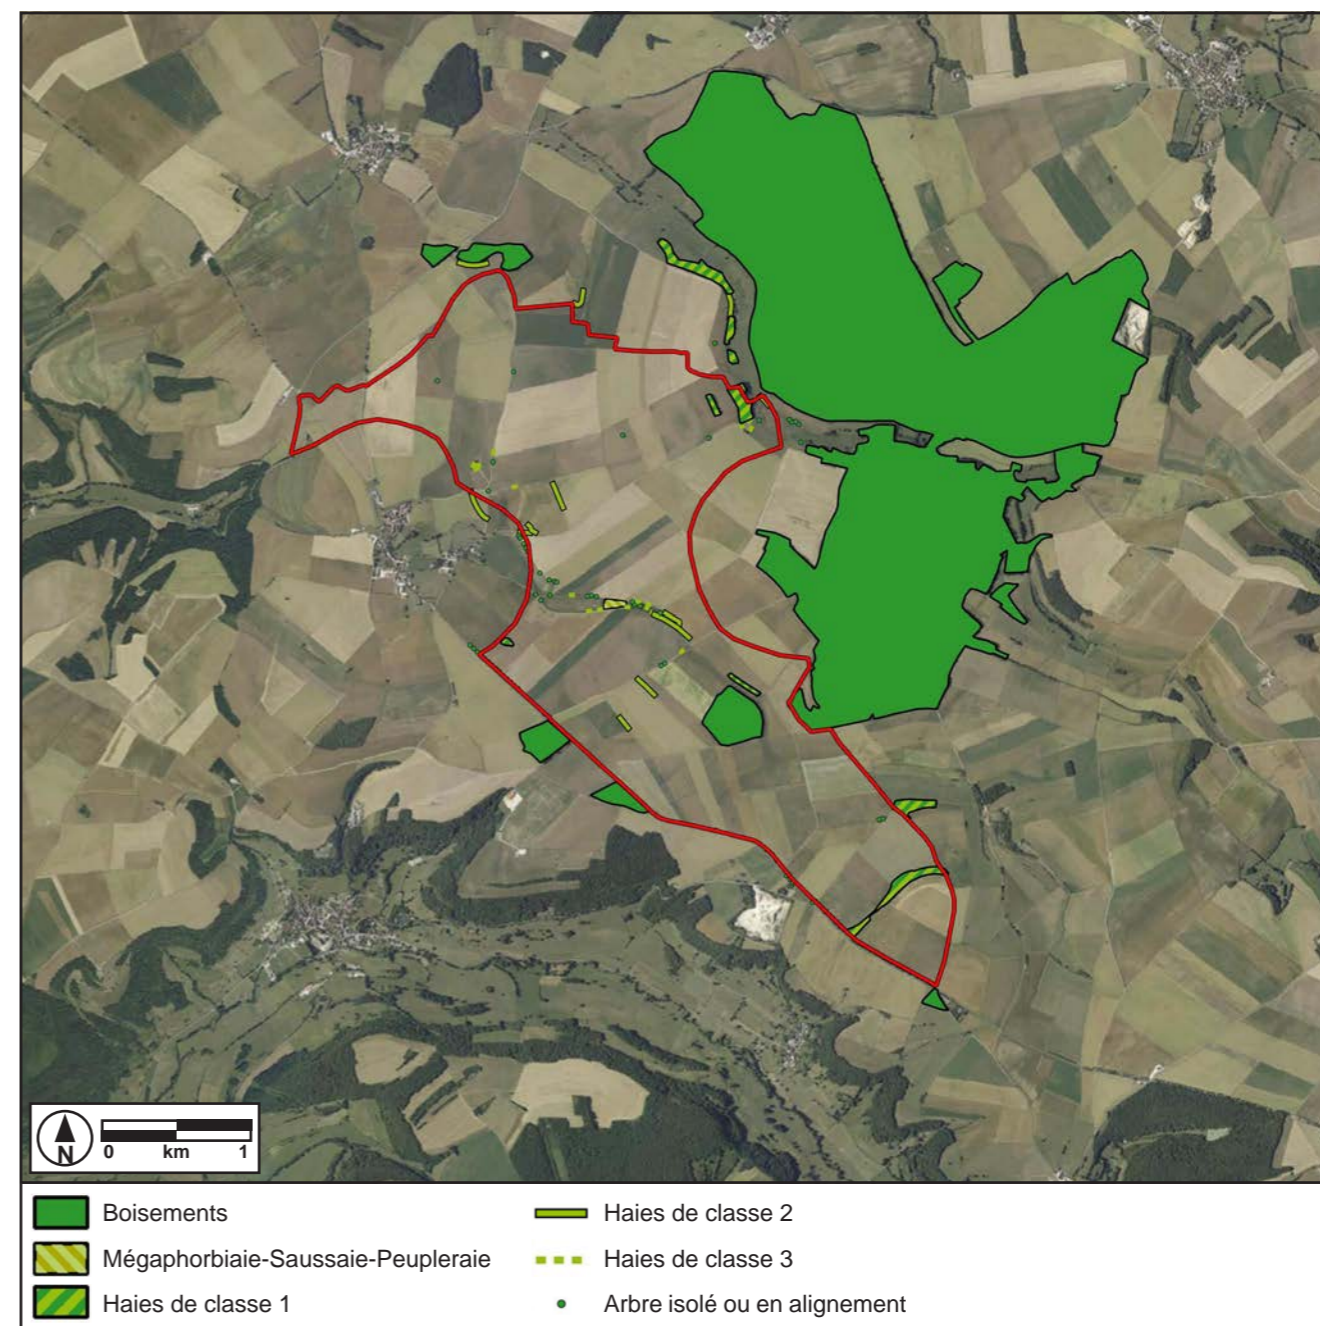 N
0 km 1
Boisements
Mégaphorbiaie-Saussaie-Peupleraie
Haies de classe 1
Haies de classe 2
Haies de classe 3
Arbre isolé ou en alignement